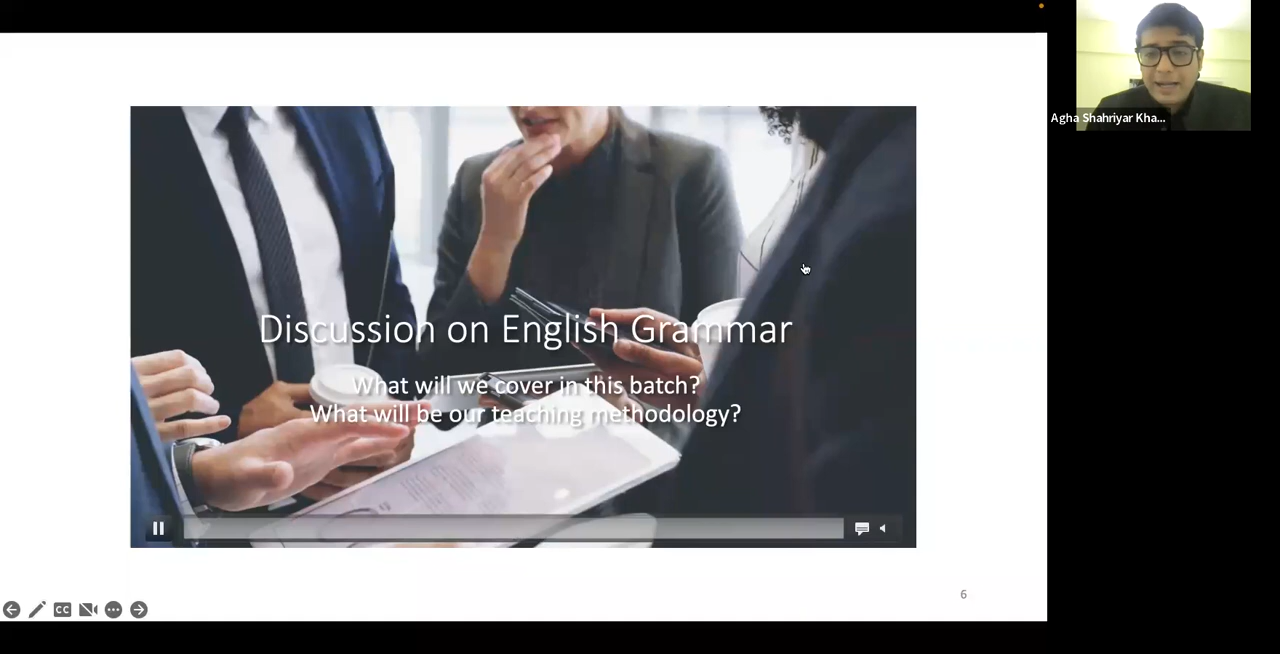 Agha Shahriyar Kha...
Discussion on English Grammar
What will we cover in this batch?
What will be our teaching methodology?
CC
6